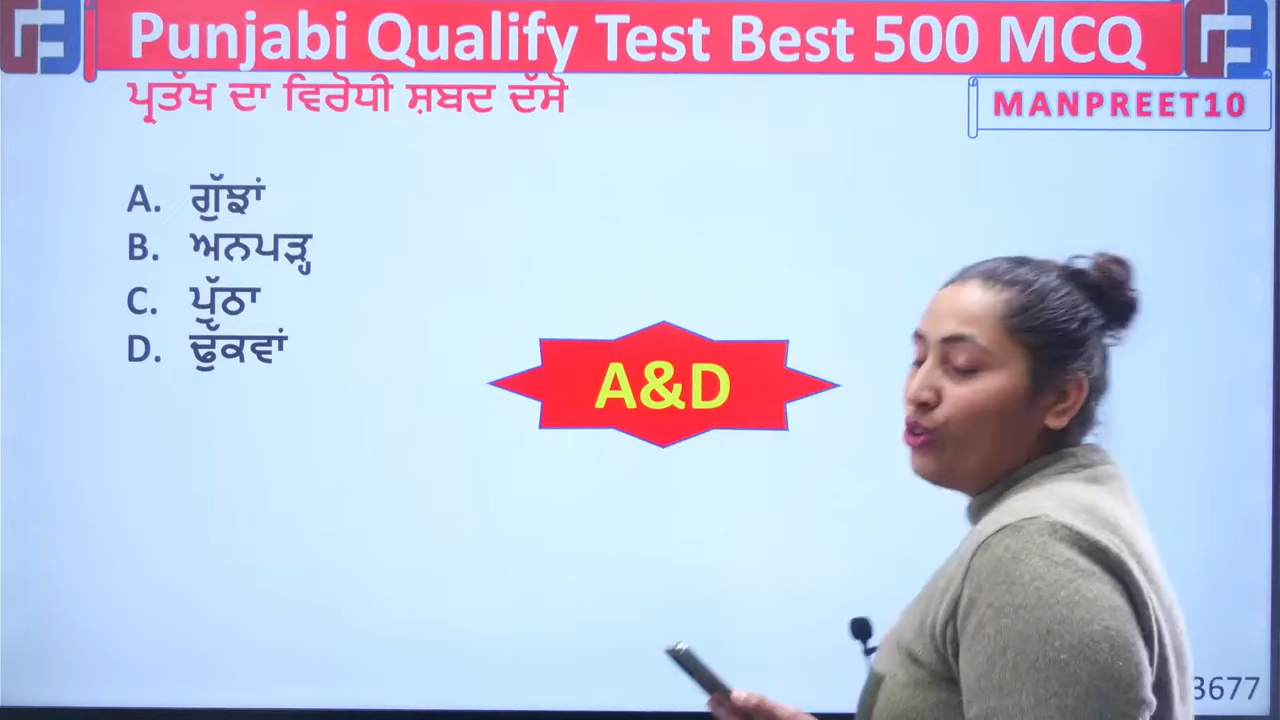 Punjabi Qualify Test Best 500 MCQ
ਪ੍ਰਤੱਖ ਦਾ ਵਿਰੋਧੀ ਸ਼ਬਦ ਦੱਸੋ
MANPREET10
A. ਗੁੱਝਾਂ
B. ਅਨਪੜ੍ਹ
C. ਪੁੱਠਾ
D. ਢੁੱਕਵਾਂ
A&D
3677